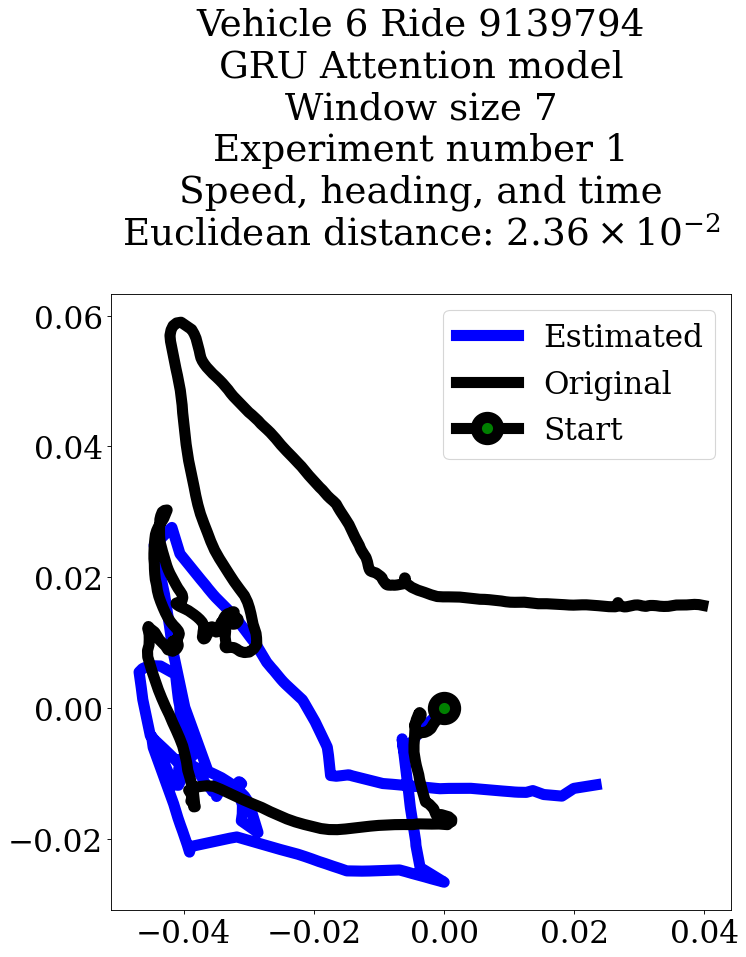 Vehicle 6 Ride 9139794
GRU Attention model
Window size 7
Experiment number 1
Speed, heading, and time
Euclidean distance: 2.36 × 10⁻²
Estimated
Original
Start
0.06
0.04
0.02
0.00
−0.02
−0.04
−0.02
0.00
0.02
0.04